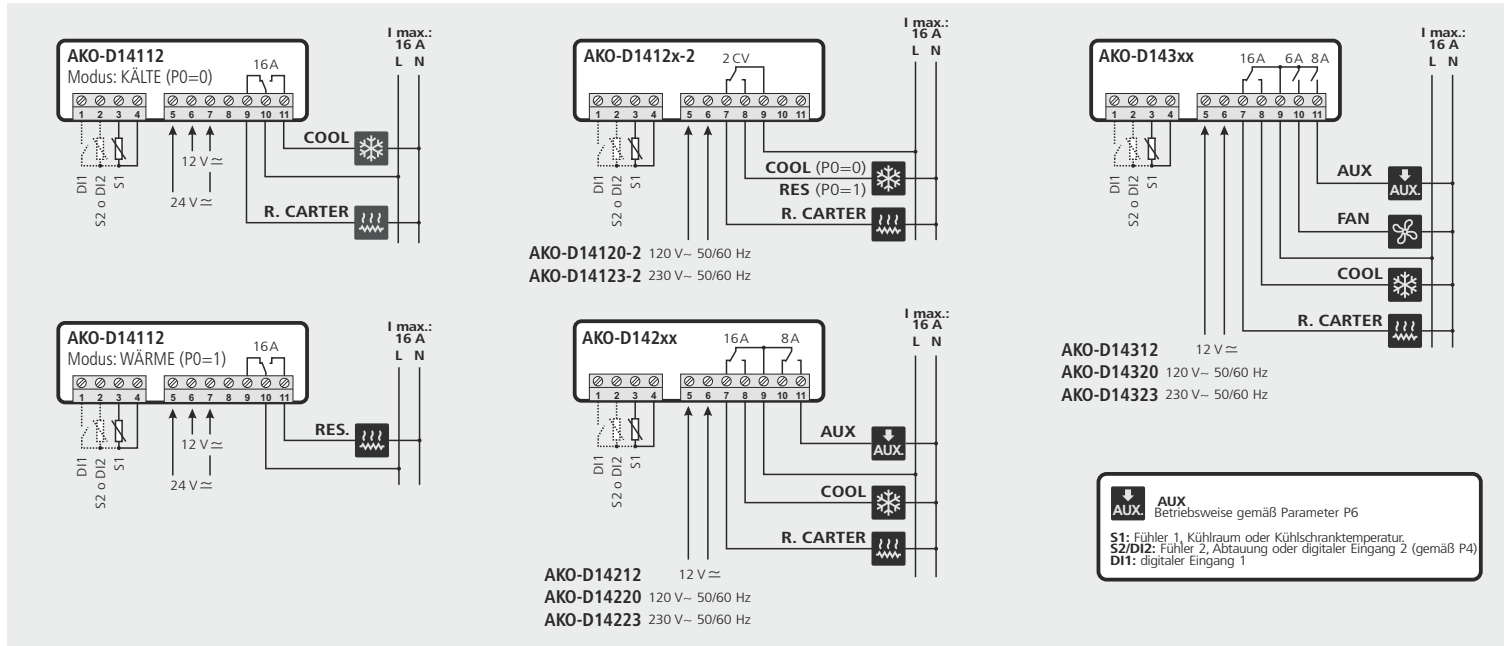 AKO-D14112
Modus: KÄLTE (P0=0)
16A
I max.:
16 A
L N
1 2 3 4 5 6 7 8 9 10 11
COOL
12 V ≂
24 V ≂
DI1
S2 o DI2
S1
R. CARTER
AKO-D1412x-2
2 CV
I max.:
16 A
L N
1 2 3 4 5 6 7 8 9 10 11
COOL (P0=0)
RES (P0=1)
DI1
S2 o DI2
S1
R. CARTER
AKO-D14120-2 120 V~ 50/60 Hz
AKO-D14123-2 230 V~ 50/60 Hz
AKO-D143xx
16A 6A 8A
I max.:
16 A
L N
1 2 3 4 5 6 7 8 9 10 11
DI1
S2 o DI2
S1
AUX
AUX.
FAN
COOL
R. CARTER
AKO-D14312 12 V ≂
AKO-D14320 120 V~ 50/60 Hz
AKO-D14323 230 V~ 50/60 Hz
AKO-D14112
Modus: WÄRME (P0=1)
16A
I max.:
16 A
L N
1 2 3 4 5 6 7 8 9 10 11
RES.
12 V ≂
24 V ≂
DI1
S2 o DI2
S1
AKO-D142xx
16A 8A
I max.:
16 A
L N
1 2 3 4 5 6 7 8 9 10 11
DI1
S2 o DI2
S1
AUX
AUX.
COOL
R. CARTER
AKO-D14212 12 V ≂
AKO-D14220 120 V~ 50/60 Hz
AKO-D14223 230 V~ 50/60 Hz
AUX.
AUX
Betriebsweise gemäß Parameter P6
S1: Fühler 1, Kühlraum oder Kühlschranktemperatur.
S2/DI2: Fühler 2, Abtauung oder digitaler Eingang 2 (gemäß P4)
DI1: digitaler Eingang 1